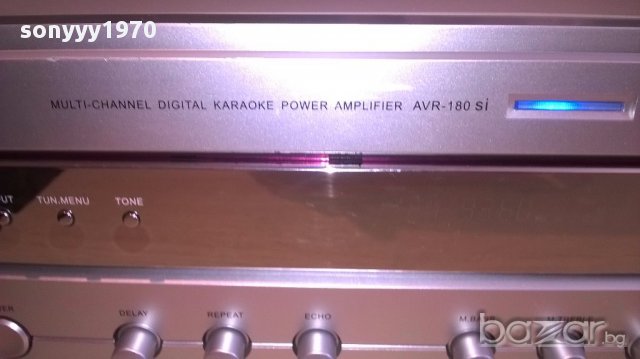 sonyyy1970
MULTI-CHANNEL DIGITAL KARAOKE POWER AMPLIFIER AVR-180 si
TUN.MENU TONE
DELAY REPEAT ECHO
bazar.bg